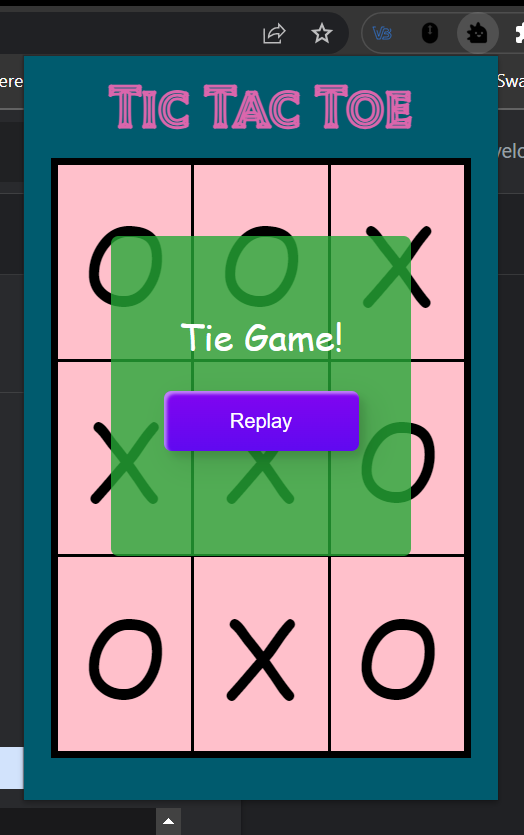 ere
Swa
Tic Tac Toe
velo
O O X
Tie Game!
X X O
Replay
O X O